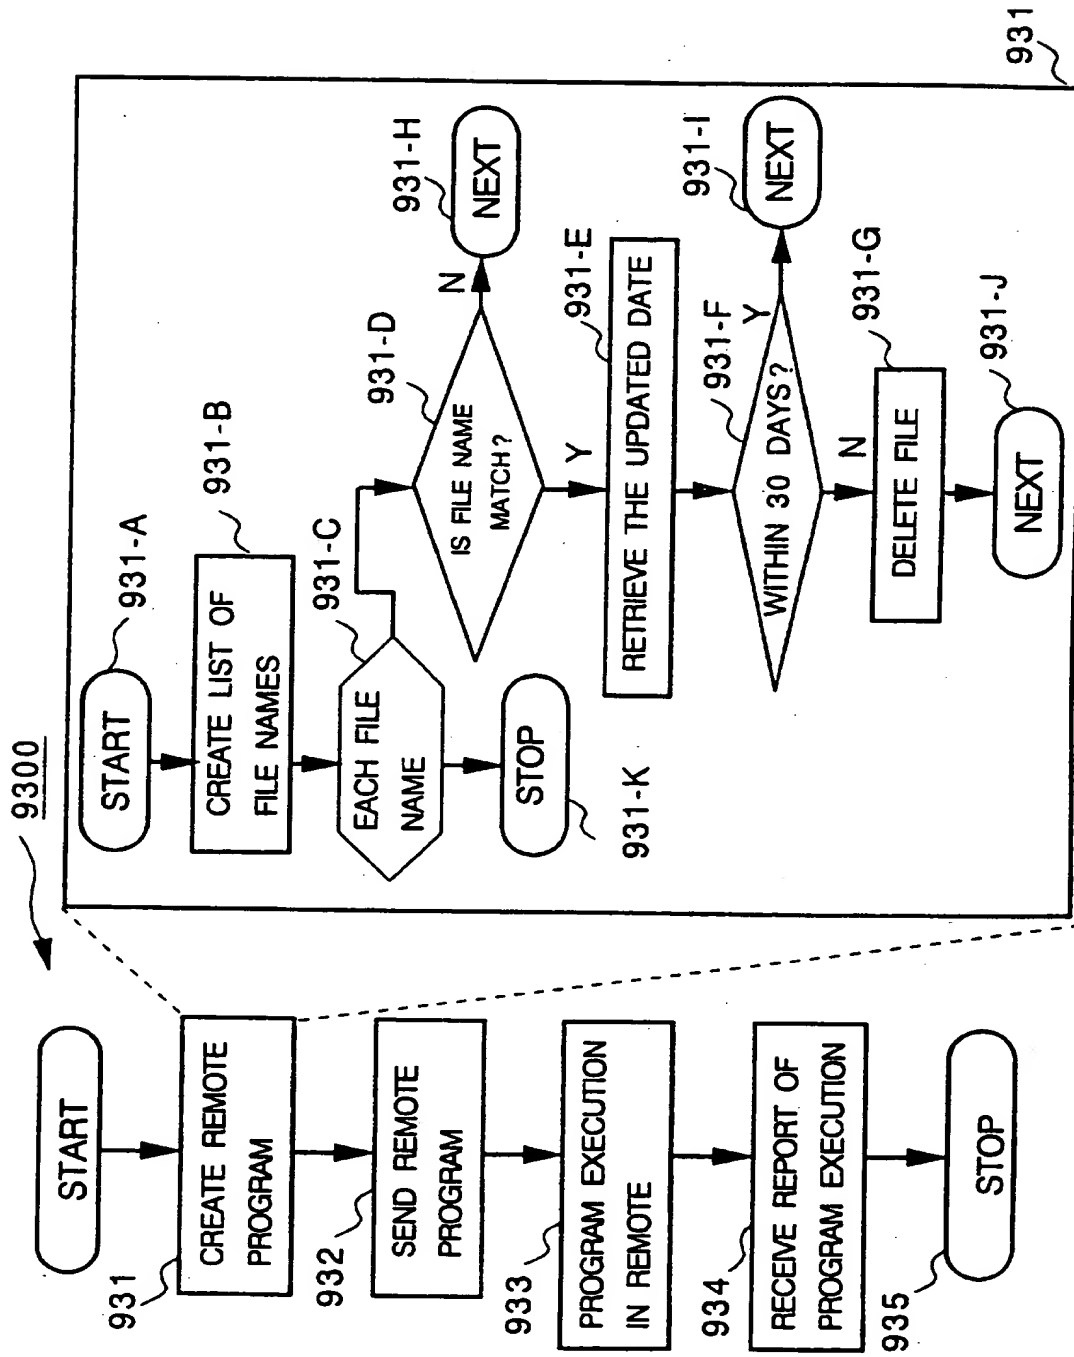 9300
START
931
CREATE REMOTE
PROGRAM
932
SEND REMOTE
PROGRAM
933
PROGRAM EXECUTION
IN REMOTE
934
RECEIVE REPORT OF
PROGRAM EXECUTION
935
STOP
START
931-A
CREATE LIST OF
FILE NAMES
931-B
EACH FILE
NAME
931-C
STOP
931-K
IS FILE NAME
MATCH?
931-D
N
NEXT
931-H
Y
RETRIEVE THE UPDATED DATE
931-E
WITHIN 30 DAYS?
931-F
Y
NEXT
931-I
N
DELETE FILE
931-G
NEXT
931-J
931